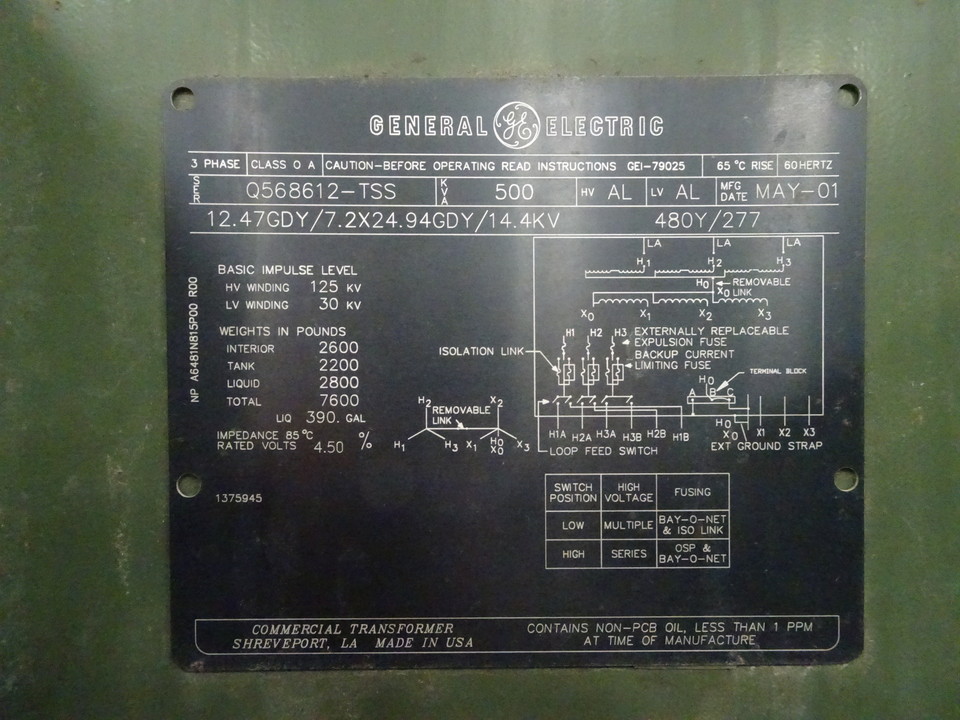 GENERAL GE ELECTRIC
3 PHASE CLASS O A CAUTION-BEFORE OPERATING READ INSTRUCTIONS GEI-79025 65 °C RISE 60HERTZ
SER Q568612-TSS KVA 500 HV AL LV AL MFG DATE MAY-01
12.47GDY/7.2X24.94GDY/14.4KV 480Y/277
NP A6481N815P00 R00
BASIC IMPULSE LEVEL
HV WINDING 125 KV
LV WINDING 30 KV
WEIGHTS IN POUNDS
INTERIOR 2600
TANK 2200
LIQUID 2800
TOTAL 7600
LIQ 390. GAL
IMPEDANCE 85 °C
RATED VOLTS 4.50 %
1375945
LA LA LA
H1 H2 H3
H0 REMOVABLE
X0 LINK
X0 X1 X2 X3
H1 H2 H3 EXTERNALLY REPLACEABLE
EXPULSION FUSE
ISOLATION LINK
BACKUP CURRENT
LIMITING FUSE
TERMINAL BLOCK
H0
A B C
H2 X2
REMOVABLE
LINK
H1 H3 X1 H0 X0 X3
H1A H2A H3A H3B H2B H1B
H0 X0 X1 X2 X3
LOOP FEED SWITCH
EXT GROUND STRAP
SWITCH POSITION HIGH VOLTAGE FUSING
LOW MULTIPLE BAY-O-NET & ISO LINK
HIGH SERIES OSP & BAY-O-NET
COMMERCIAL TRANSFORMER
SHREVEPORT, LA MADE IN USA
CONTAINS NON-PCB OIL, LESS THAN 1 PPM
AT TIME OF MANUFACTURE